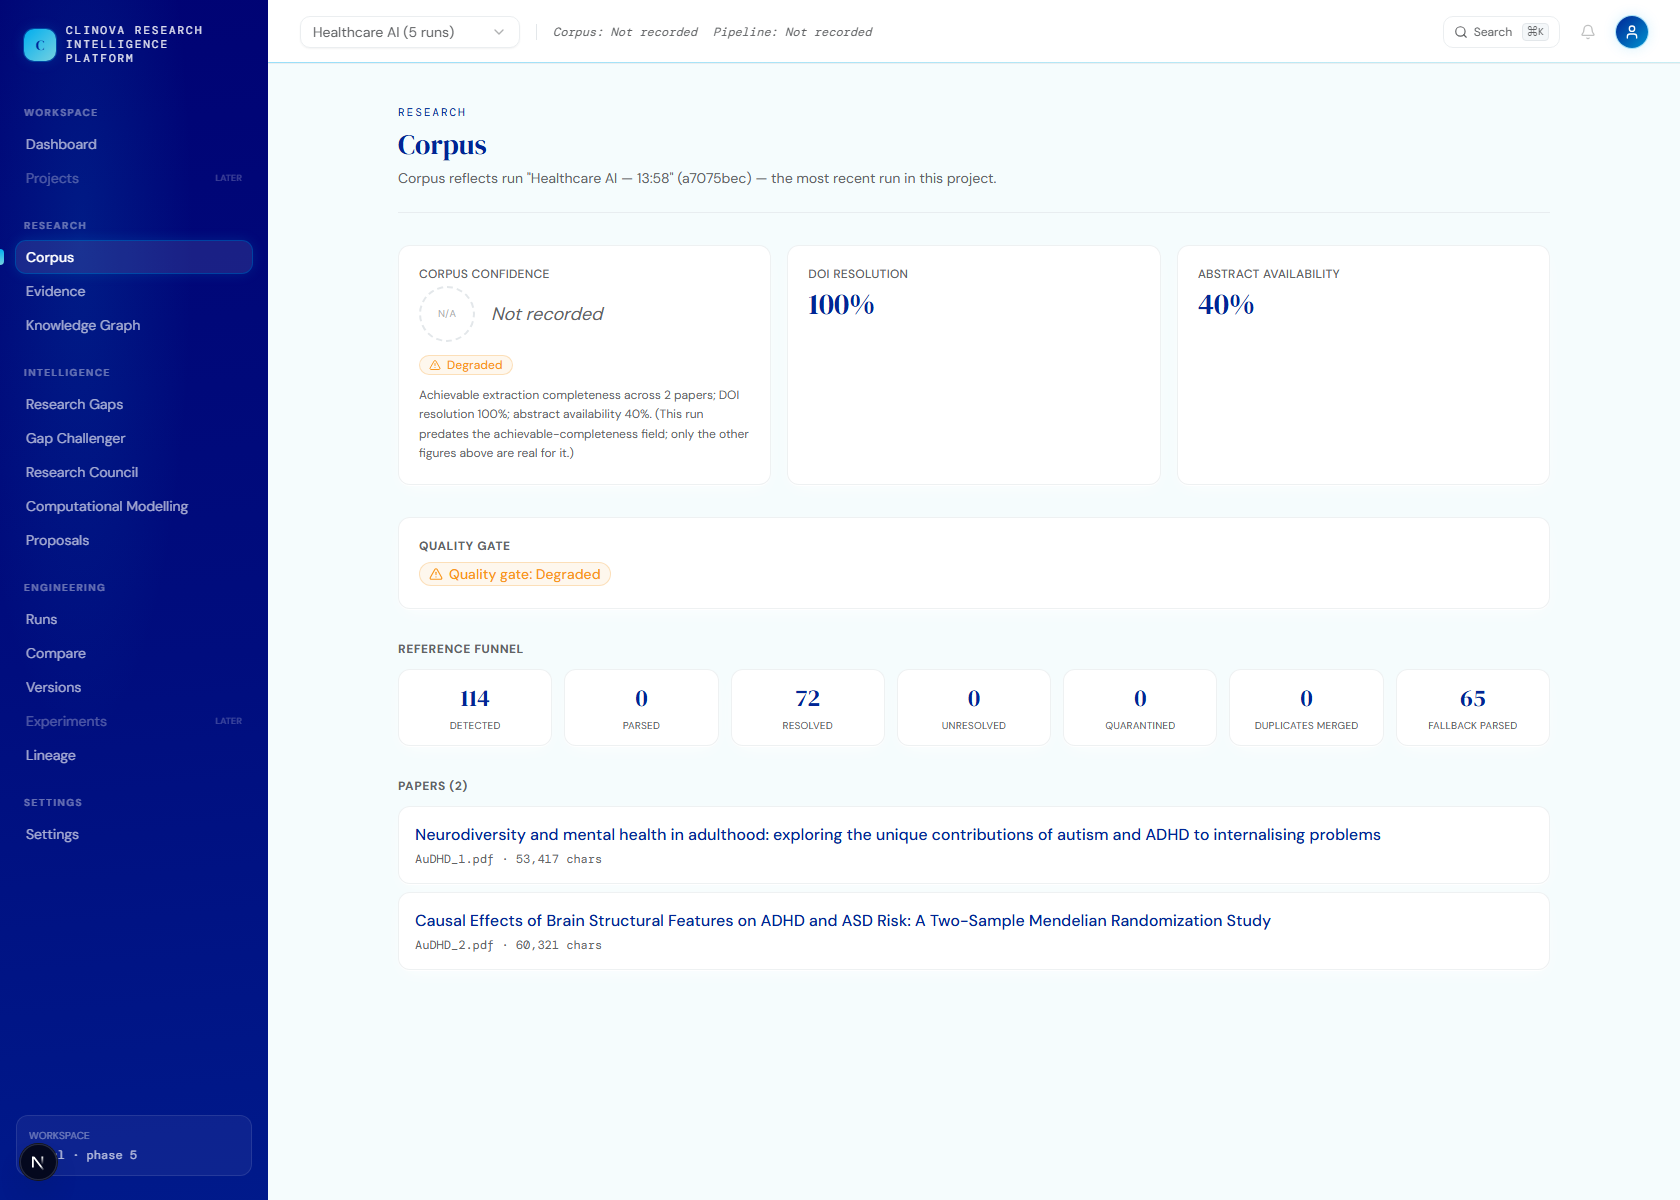 C
CLINOVA RESEARCH
INTELLIGENCE
PLATFORM
WORKSPACE
Dashboard
Projects LATER
RESEARCH
Corpus
Evidence
Knowledge Graph
INTELLIGENCE
Research Gaps
Gap Challenger
Research Council
Computational Modelling
Proposals
ENGINEERING
Runs
Compare
Versions
Experiments LATER
Lineage
SETTINGS
Settings
WORKSPACE
· phase 5
N
Healthcare AI (5 runs)
Corpus: Not recorded Pipeline: Not recorded
Search ⌘K
RESEARCH
Corpus
Corpus reflects run "Healthcare AI — 13:58" (a7075bec) — the most recent run in this project.
CORPUS CONFIDENCE
N/A
Not recorded
Degraded
Achievable extraction completeness across 2 papers; DOI
resolution 100%; abstract availability 40%. (This run
predates the achievable-completeness field; only the other
figures above are real for it.)
DOI RESOLUTION
100%
ABSTRACT AVAILABILITY
40%
QUALITY GATE
Quality gate: Degraded
REFERENCE FUNNEL
114
DETECTED
0
PARSED
72
RESOLVED
0
UNRESOLVED
0
QUARANTINED
0
DUPLICATES MERGED
65
FALLBACK PARSED
PAPERS (2)
Neurodiversity and mental health in adulthood: exploring the unique contributions of autism and ADHD to internalising problems
AuDHD_1.pdf · 53,417 chars
Causal Effects of Brain Structural Features on ADHD and ASD Risk: A Two-Sample Mendelian Randomization Study
AuDHD_2.pdf · 60,321 chars